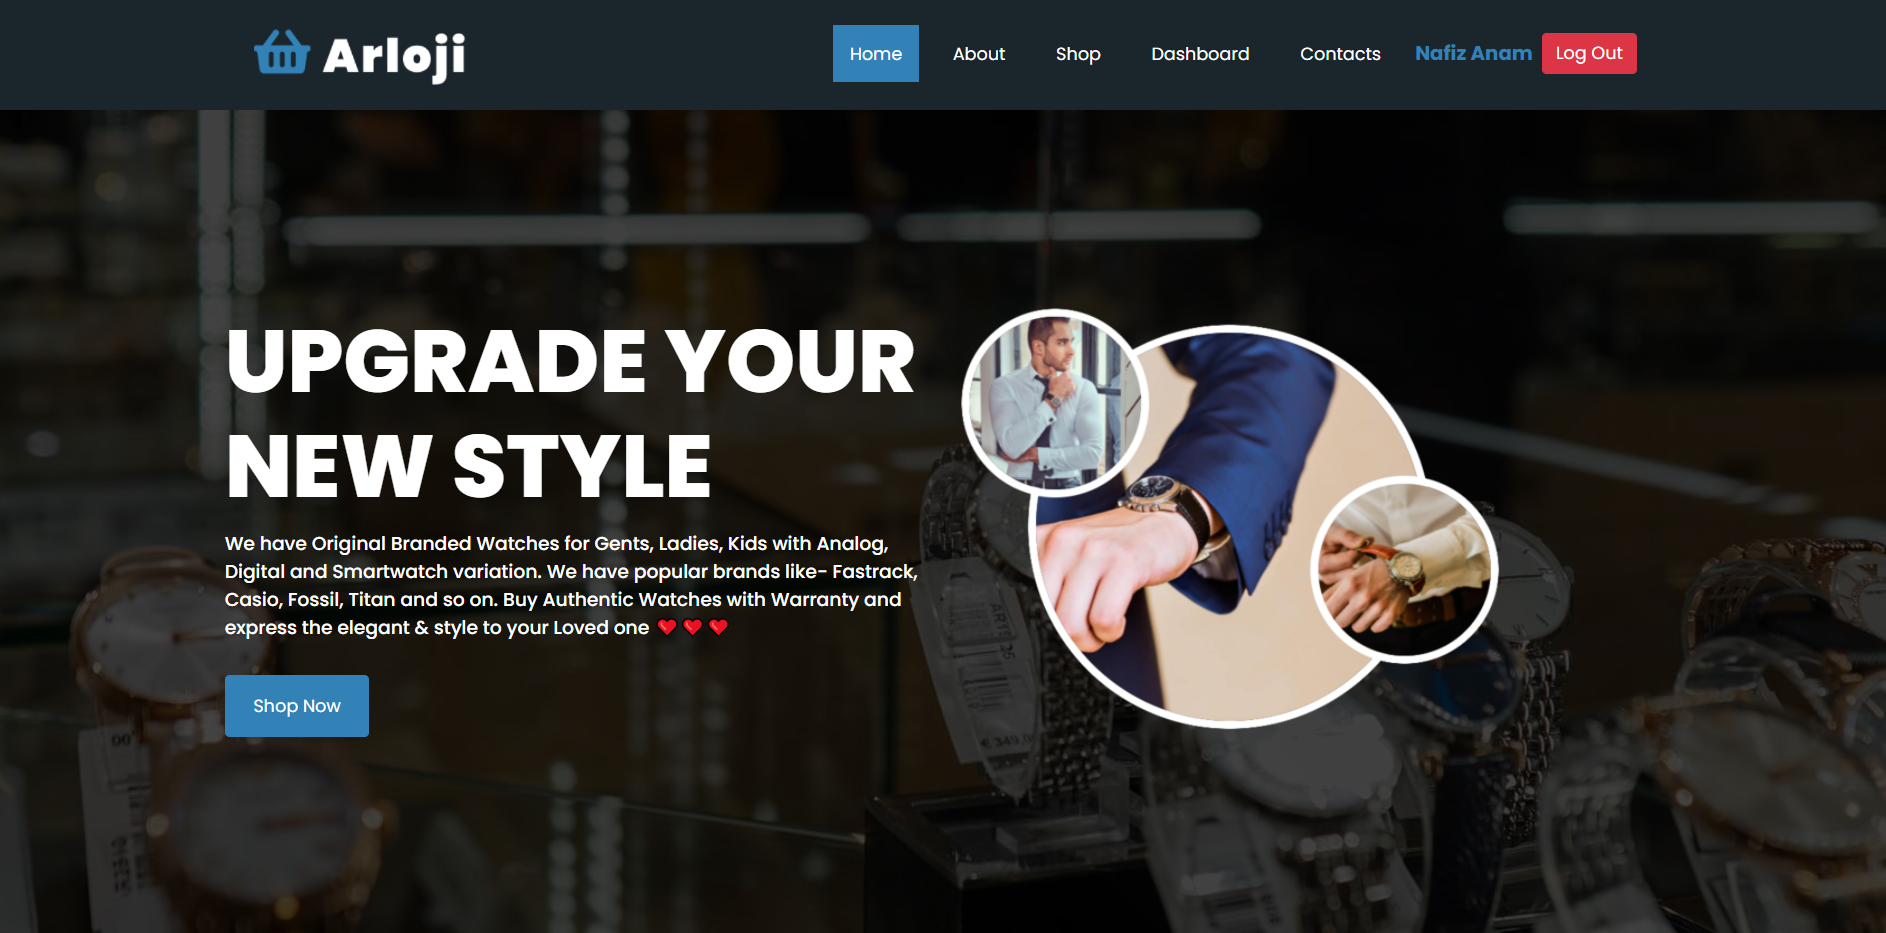 Arloji
Home About Shop Dashboard Contacts Nafiz Anam Log Out
UPGRADE YOUR
NEW STYLE
We have Original Branded Watches for Gents, Ladies, Kids with Analog,
Digital and Smartwatch variation. We have popular brands like- Fastrack,
Casio, Fossil, Titan and so on. Buy Authentic Watches with Warranty and
express the elegant & style to your Loved one ❤️❤️❤️
Shop Now